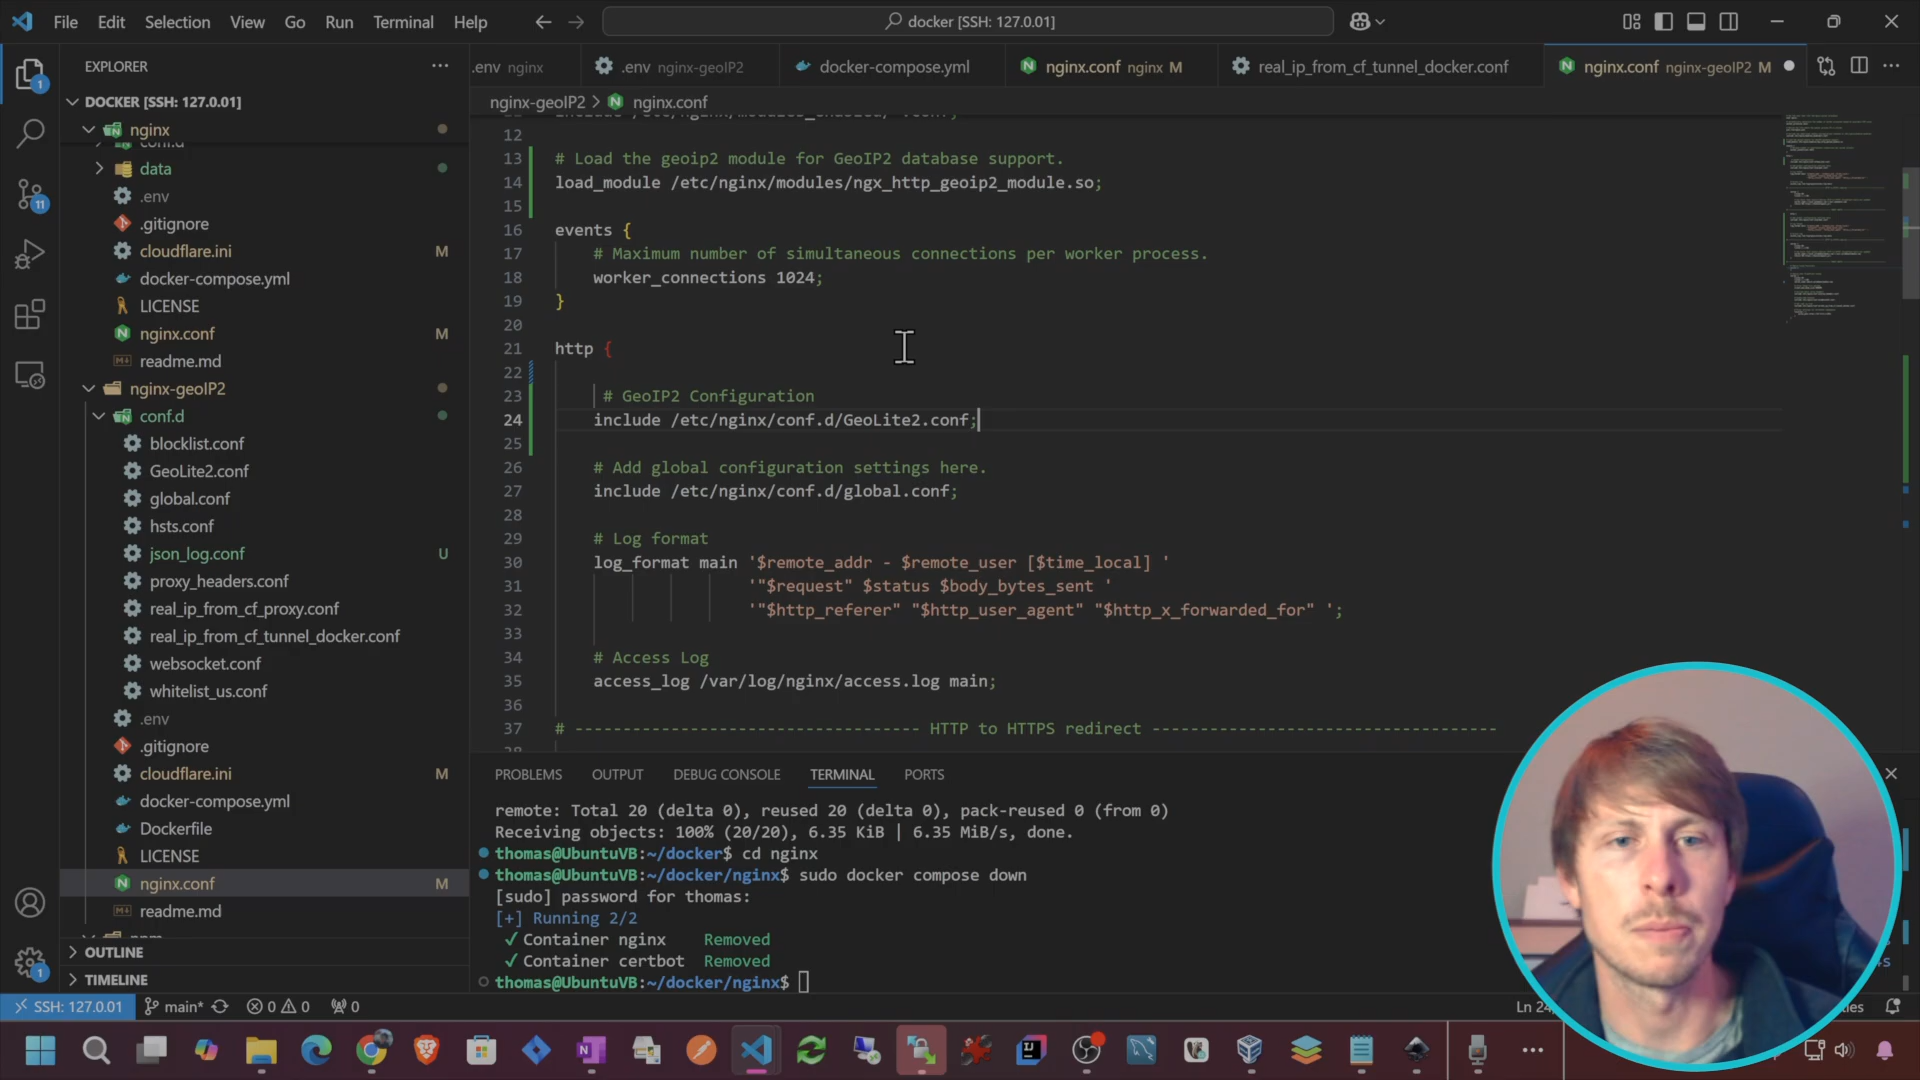 File Edit Selection View Go Run Terminal Help
docker [SSH: 127.0.01]
EXPLORER
.env nginx
.env nginx-geoIP2
docker-compose.yml
nginx.conf nginx M
real_ip_from_cf_tunnel_docker.conf
nginx.conf nginx-geoIP2 M
DOCKER [SSH: 127.0.01]
nginx
conf.d
data
.env
.gitignore
cloudflare.ini M
docker-compose.yml
LICENSE
nginx.conf M
readme.md
nginx-geoIP2
conf.d
blocklist.conf
GeoLite2.conf
global.conf
hsts.conf
json_log.conf U
proxy_headers.conf
real_ip_from_cf_proxy.conf
real_ip_from_cf_tunnel_docker.conf
websocket.conf
whitelist_us.conf
.env
.gitignore
cloudflare.ini M
docker-compose.yml
Dockerfile
LICENSE
nginx.conf M
readme.md
OUTLINE
TIMELINE
1
11
1
nginx-geoIP2 > nginx.conf
12
13 # Load the geoip2 module for GeoIP2 database support.
14 load_module /etc/nginx/modules/ngx_http_geoip2_module.so;
15
16 events {
17 # Maximum number of simultaneous connections per worker process.
18 worker_connections 1024;
19 }
20
21 http {
22
23 # GeoIP2 Configuration
24 include /etc/nginx/conf.d/GeoLite2.conf;
25
26 # Add global configuration settings here.
27 include /etc/nginx/conf.d/global.conf;
28
29 # Log format
30 log_format main '$remote_addr - $remote_user [$time_local] '
31 '"$request" $status $body_bytes_sent '
32 '"$http_referer" "$http_user_agent" "$http_x_forwarded_for" ';
33
34 # Access Log
35 access_log /var/log/nginx/access.log main;
36
37 # ------------------------------------ HTTP to HTTPS redirect ------------------------------------
PROBLEMS OUTPUT DEBUG CONSOLE TERMINAL PORTS
remote: Total 20 (delta 0), reused 20 (delta 0), pack-reused 0 (from 0)
Receiving objects: 100% (20/20), 6.35 KiB | 6.35 MiB/s, done.
thomas@UbuntuVB:~/docker$ cd nginx
thomas@UbuntuVB:~/docker/nginx$ sudo docker compose down
[sudo] password for thomas:
[+] Running 2/2
✓ Container nginx Removed
✓ Container certbot Removed
thomas@UbuntuVB:~/docker/nginx$
SSH: 127.0.01 main* 0 0 0